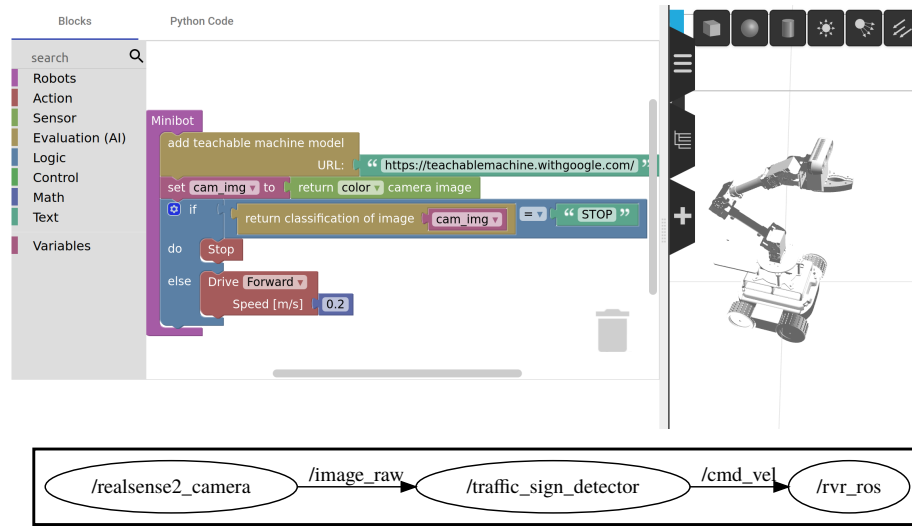 Blocks
Python Code
search
Robots
Action
Sensor
Evaluation (AI)
Logic
Control
Math
Text
Variables
Minibot
add teachable machine model
URL: “ https://teachablemachine.withgoogle.com/ ”
set cam_img to return color camera image
if return classification of image cam_img = “ STOP ”
do Stop
else Drive Forward
Speed [m/s] 0.2
/realsense2_camera /image_raw /traffic_sign_detector /cmd_vel /rvr_ros